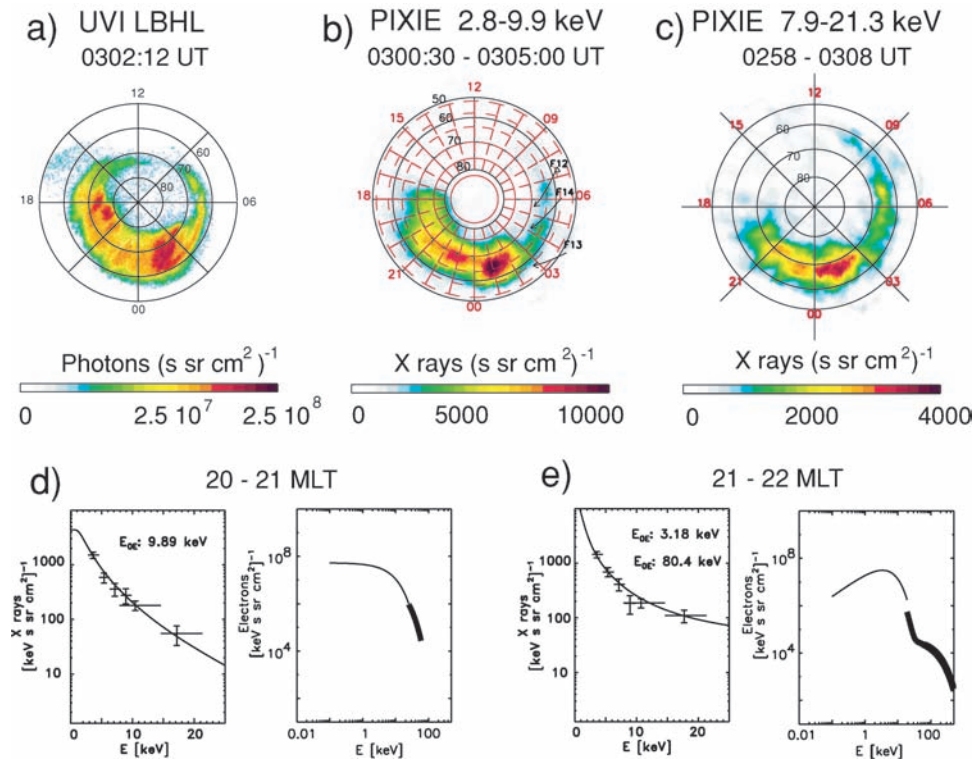 a) UVI LBHL
0302:12 UT
b) PIXIE 2.8-9.9 keV
0300:30 - 0305:00 UT
c) PIXIE 7.9-21.3 keV
0258 - 0308 UT
12
60
70
80
18
06
00
12
15
50
60
09
80
F12
18
F14
06
F13
21
03
00
12
15
09
60
70
80
18
06
21
03
00
Photons (s sr cm²)⁻¹
0 2.5 10⁷ 2.5 10⁸
X rays (s sr cm²)⁻¹
0 5000 10000
X rays (s sr cm²)⁻¹
0 2000 4000
d) 20 - 21 MLT
X rays
[keV s sr cm²]⁻¹
1000
100
10
E₀E: 9.89 keV
0 10 20
E [keV]
Electrons
[keV s sr cm²]⁻¹
10⁸
10⁴
0.01 1 100
E [keV]
e) 21 - 22 MLT
X rays
[keV s sr cm²]⁻¹
1000
100
10
E₀E: 3.18 keV
E₀E: 80.4 keV
0 10 20
E [keV]
Electrons
[keV s sr cm²]⁻¹
10⁸
10⁴
0.01 1 100
E [keV]